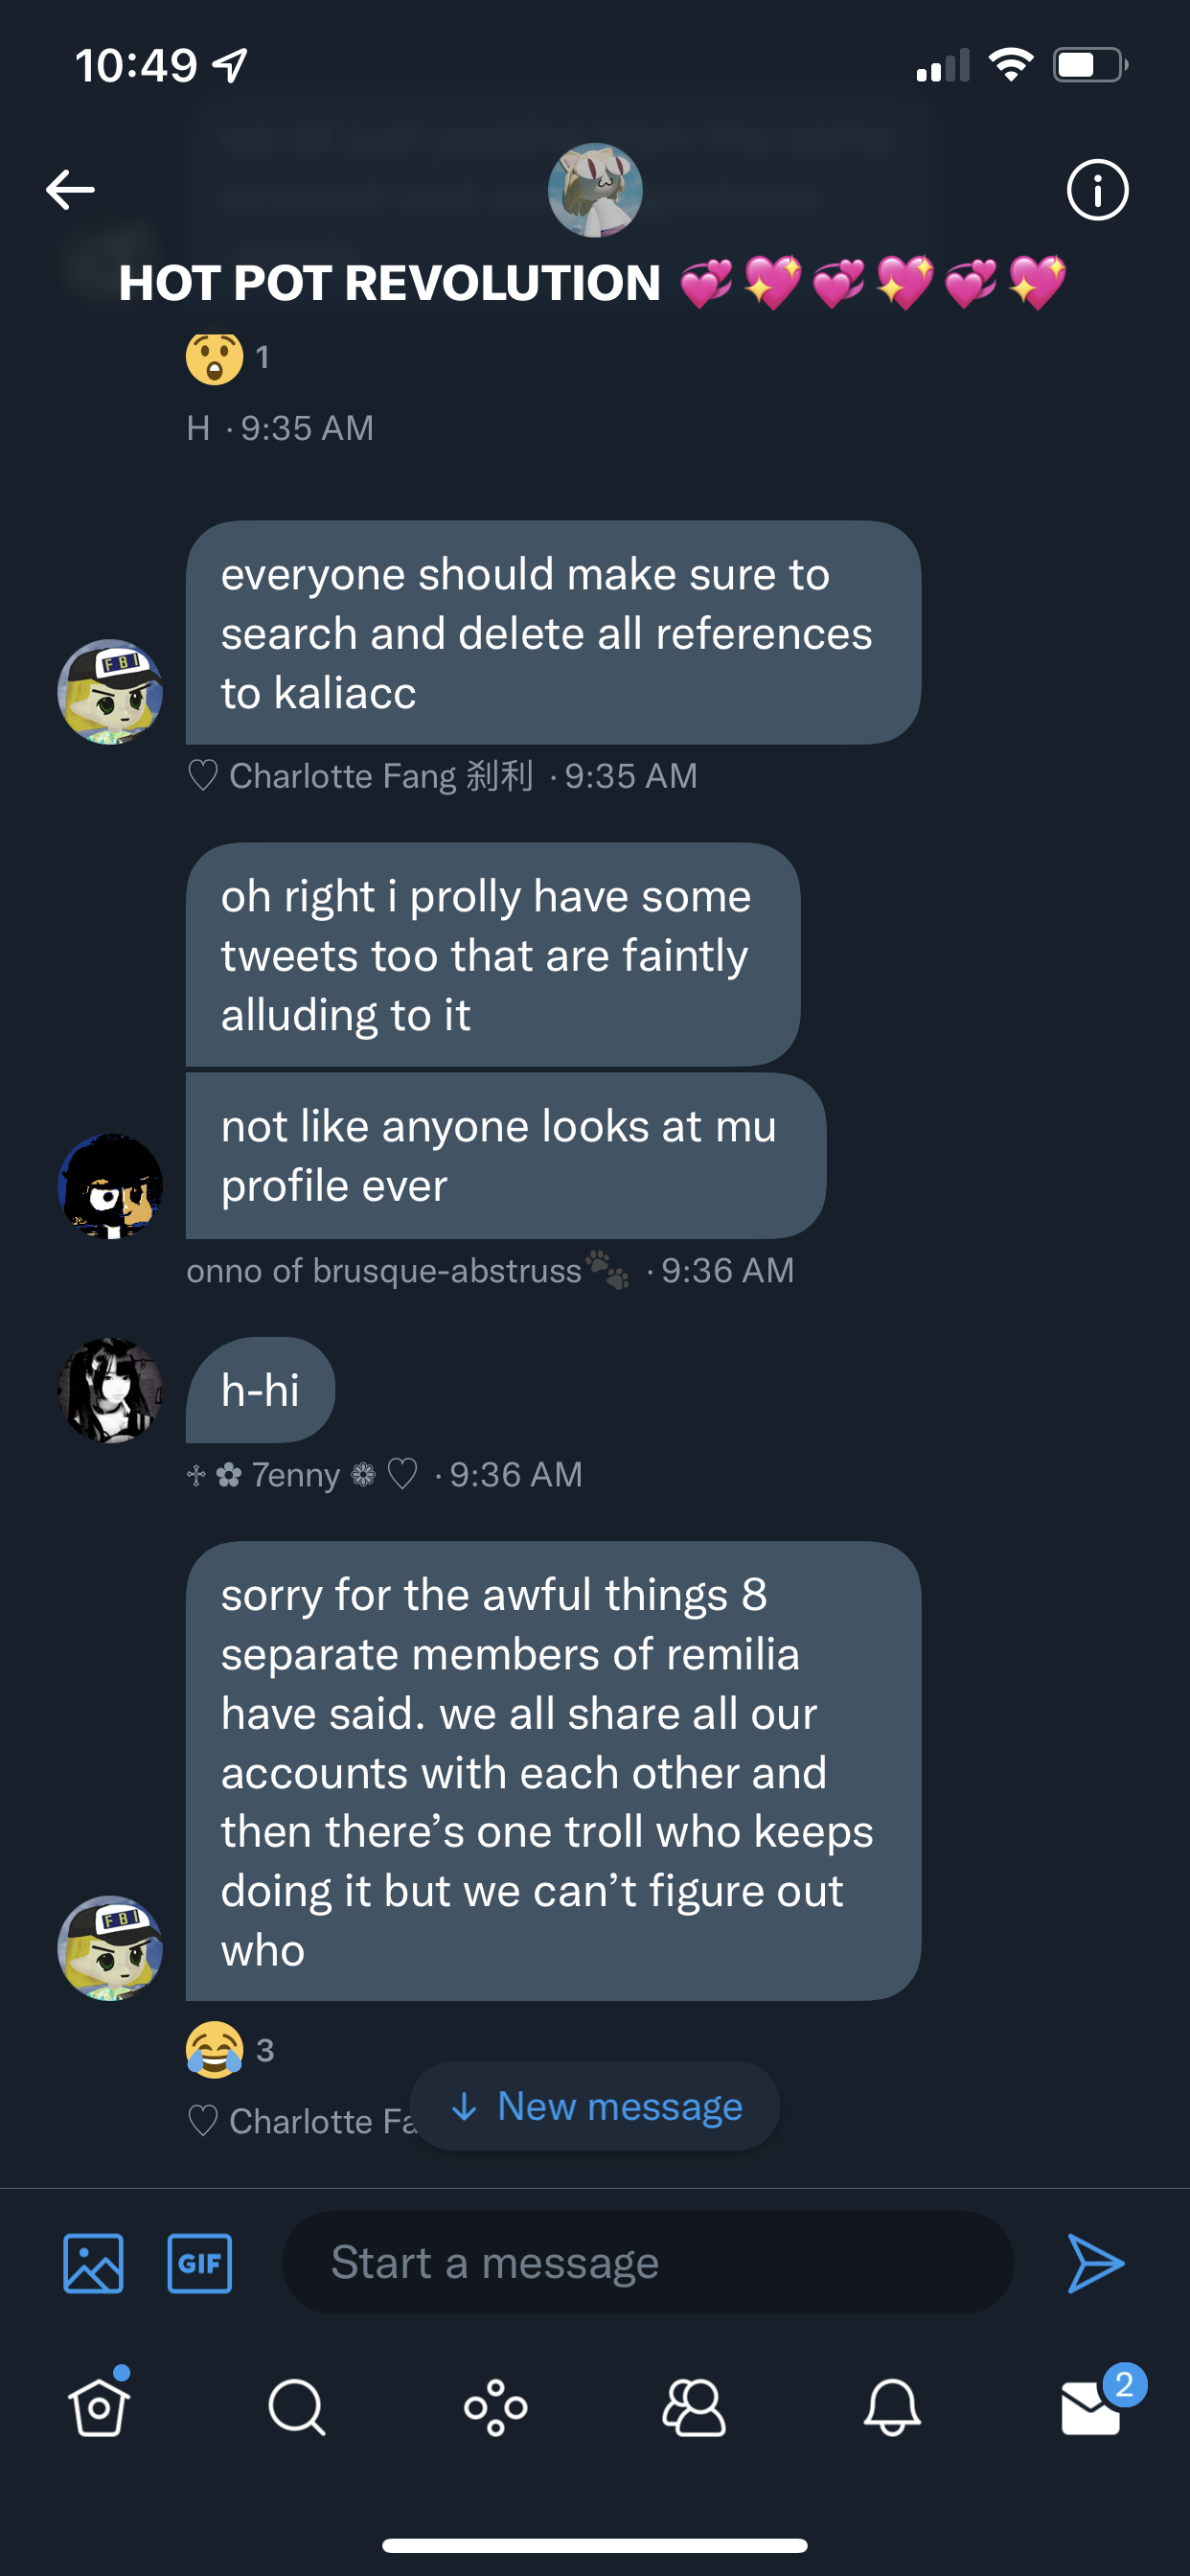 10:49
HOT POT REVOLUTION 💞💖💞💖💞💖
😲 1
H · 9:35 AM
everyone should make sure to
search and delete all references
to kaliacc
FBI
♡ Charlotte Fang 刹利 · 9:35 AM
oh right i prolly have some
tweets too that are faintly
alluding to it
not like anyone looks at mu
profile ever
onno of brusque-abstruss🐾 · 9:36 AM
h-hi
♱ ✿ 7enny ❁ ♡ · 9:36 AM
sorry for the awful things 8
separate members of remilia
have said. we all share all our
accounts with each other and
then there's one troll who keeps
doing it but we can't figure out
who
FBI
😂 3
♡ Charlotte Fa
↓ New message
GIF
Start a message
2